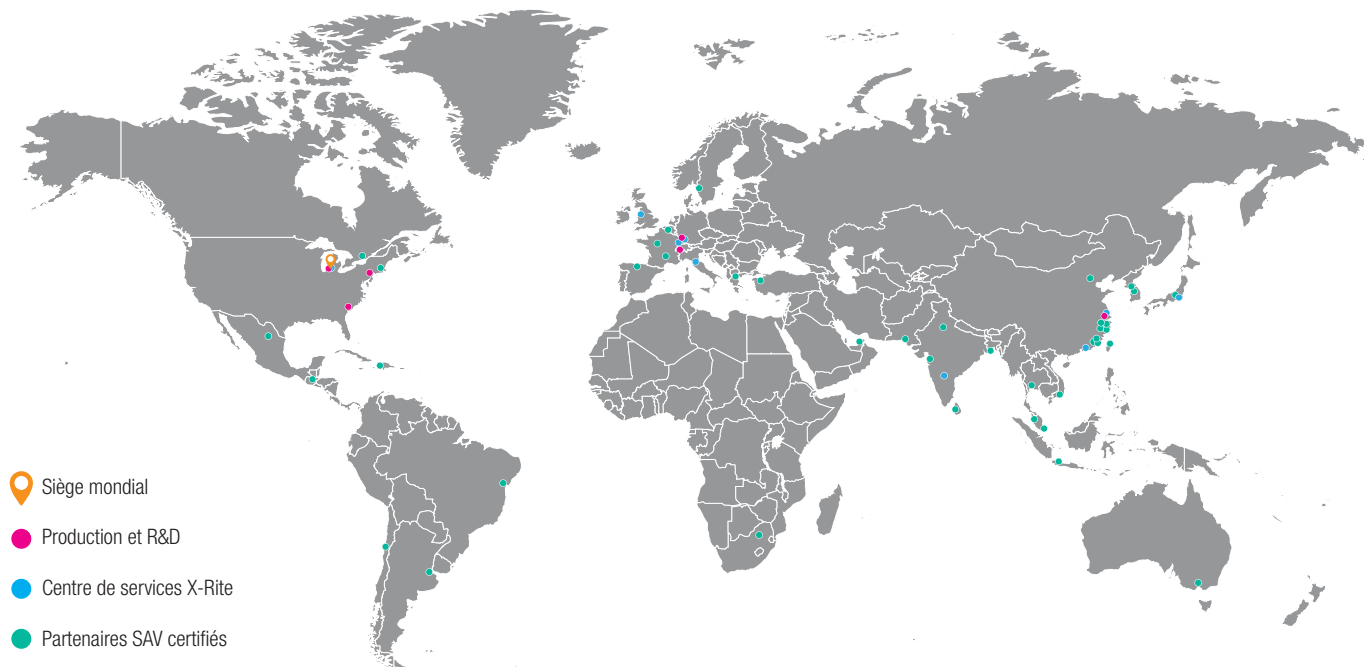 Siège mondial
Production et R&D
Centre de services X-Rite
Partenaires SAV certifiés